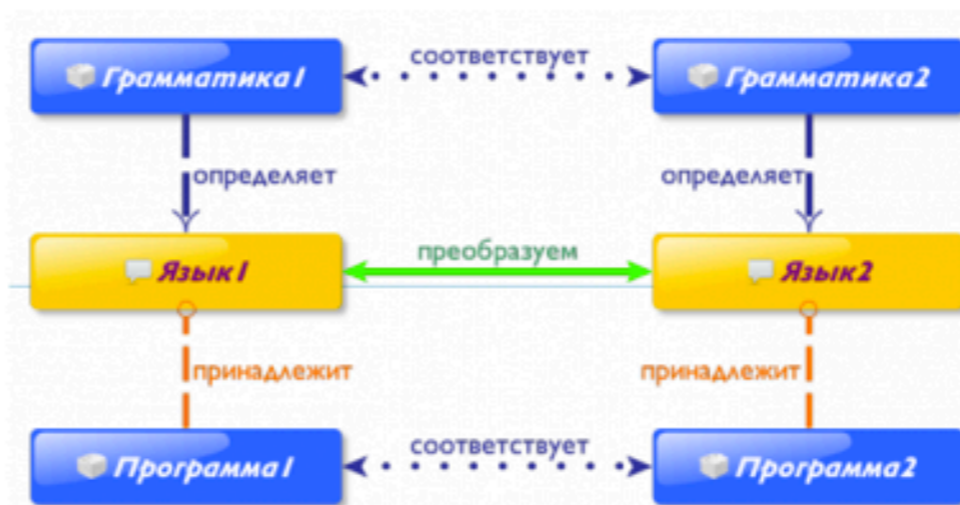 соответствует
Грамматика1
Грамматика2
определяет
определяет
преобразуем
Язык1
Язык2
принадлежит
принадлежит
соответствует
Программа1
Программа2